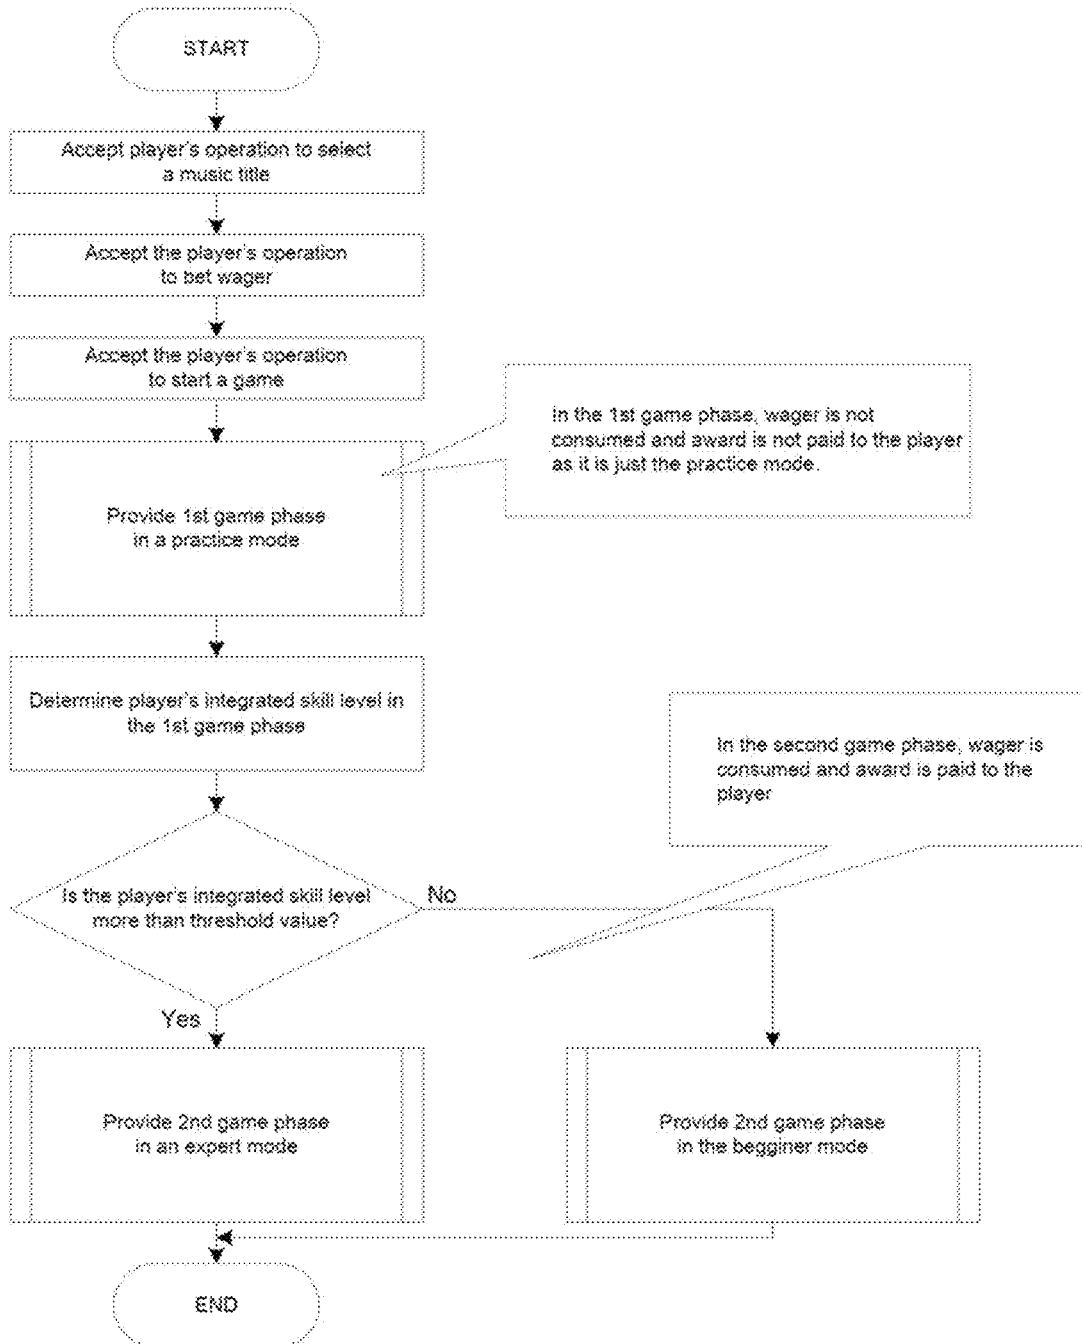 START
Accept player's operation to select
a music title
Accept the player's operation
to bet wager
Accept the player's operation
to start a game
In the 1st game phase, wager is not
consumed and award is not paid to the player
as it is just the practice mode.
Provide 1st game phase
in a practice mode
Determine player's integrated skill level in
the 1st game phase
In the second game phase, wager is
consumed and award is paid to the
player
Is the player's integrated skill level
more than threshold value?
No
Yes
Provide 2nd game phase
in an expert mode
Provide 2nd game phase
in the begginer mode
END